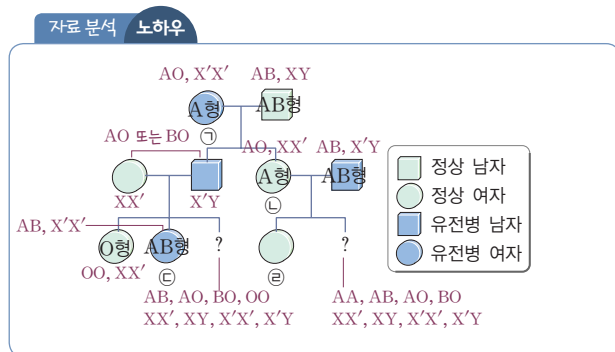 자료 분석 노하우
AO, X′X′ AB, XY
A형 AB형
㉠
AO 또는 BO AO, XX′ AB, X′Y
A형 AB형
XX′ X′Y ㉡
AB, X′X′
O형 AB형 ? ?
OO, XX′ ㉢ ㉣
AB, AO, BO, OO AA, AB, AO, BO
XX′, XY, X′X′, X′Y XX′, XY, X′X′, X′Y
정상 남자
정상 여자
유전병 남자
유전병 여자